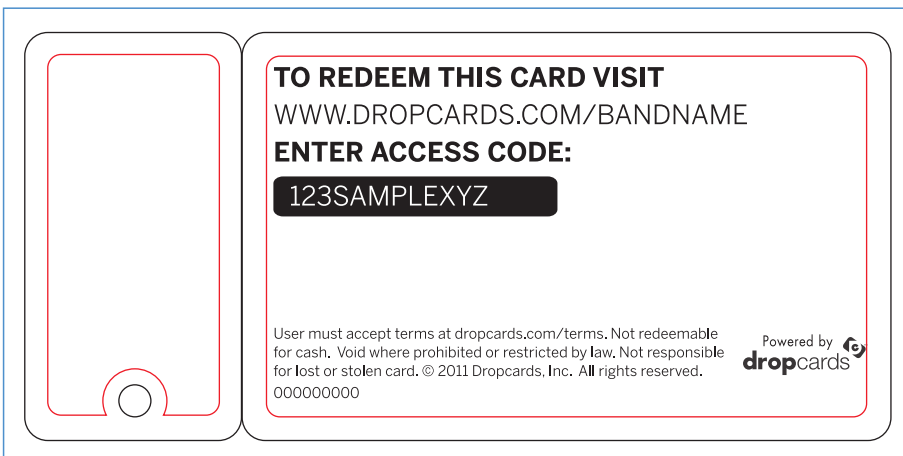 TO REDEEM THIS CARD VISIT
WWW.DROPCARDS.COM/BANDNAME
ENTER ACCESS CODE:
123SAMPLEXYZ
User must accept terms at dropcards.com/terms. Not redeemable
for cash. Void where prohibited or restricted by law. Not responsible
for lost or stolen card. © 2011 Dropcards, Inc. All rights reserved.
000000000
Powered by
dropcards